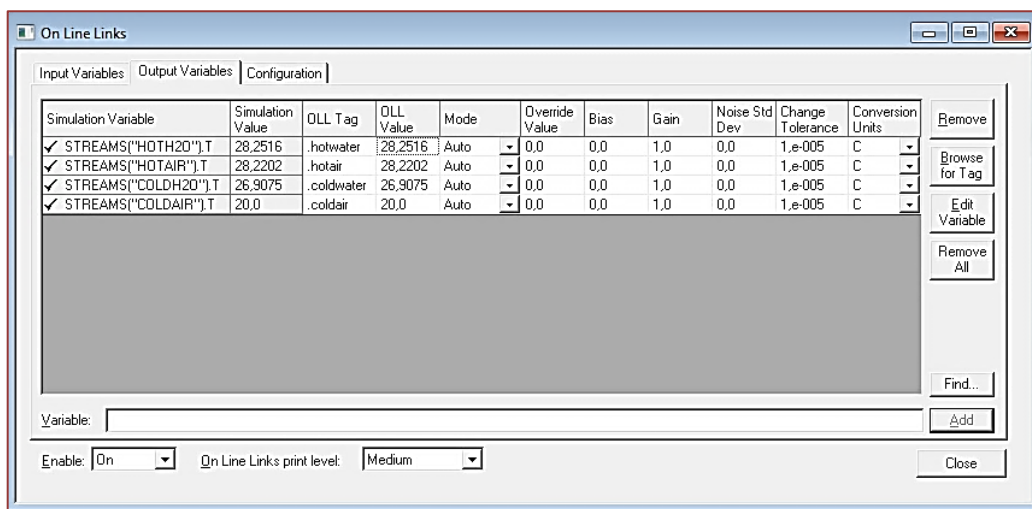 On Line Links
Input Variables Output Variables Configuration
Simulation Variable Simulation Value OLL Tag OLL Value Mode Override Value Bias Gain Noise Std Dev Change Tolerance Conversion Units
STREAMS("HOTH2O").T 28,2516 .hotwater 28,2516 Auto 0,0 0,0 1,0 0,0 1,e-005 C
STREAMS("HOTAIR").T 28,2202 .hotair 28,2202 Auto 0,0 0,0 1,0 0,0 1,e-005 C
STREAMS("COLDH2O").T 26,9075 .coldwater 26,9075 Auto 0,0 0,0 1,0 0,0 1,e-005 C
STREAMS("COLDAIR").T 20,0 .coldair 20,0 Auto 0,0 0,0 1,0 0,0 1,e-005 C
Remove
Browse for Tag
Edit Variable
Remove All
Find...
Variable: Add
Enable: On On Line Links print level: Medium Close